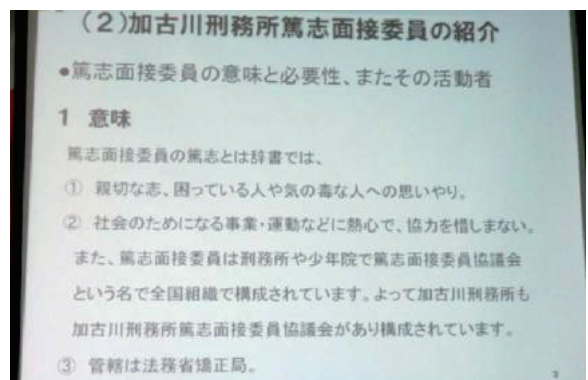 (2)加古川刑務所篤志面接委員の紹介
●篤志面接委員の意味と必要性、またその活動者
1 意味
篤志面接委員の篤志とは辞書では、
① 親切な志、困っている人や気の毒な人への思いやり。
② 社会のためになる事業・運動などに熱心で、協力を惜しまない。
また、篤志面接委員は刑務所や少年院で篤志面接委員協議会
という名で全国組織で構成されています。よって加古川刑務所も
加古川刑務所篤志面接委員協議会があり構成されています。
③ 管轄は法務省矯正局。
3